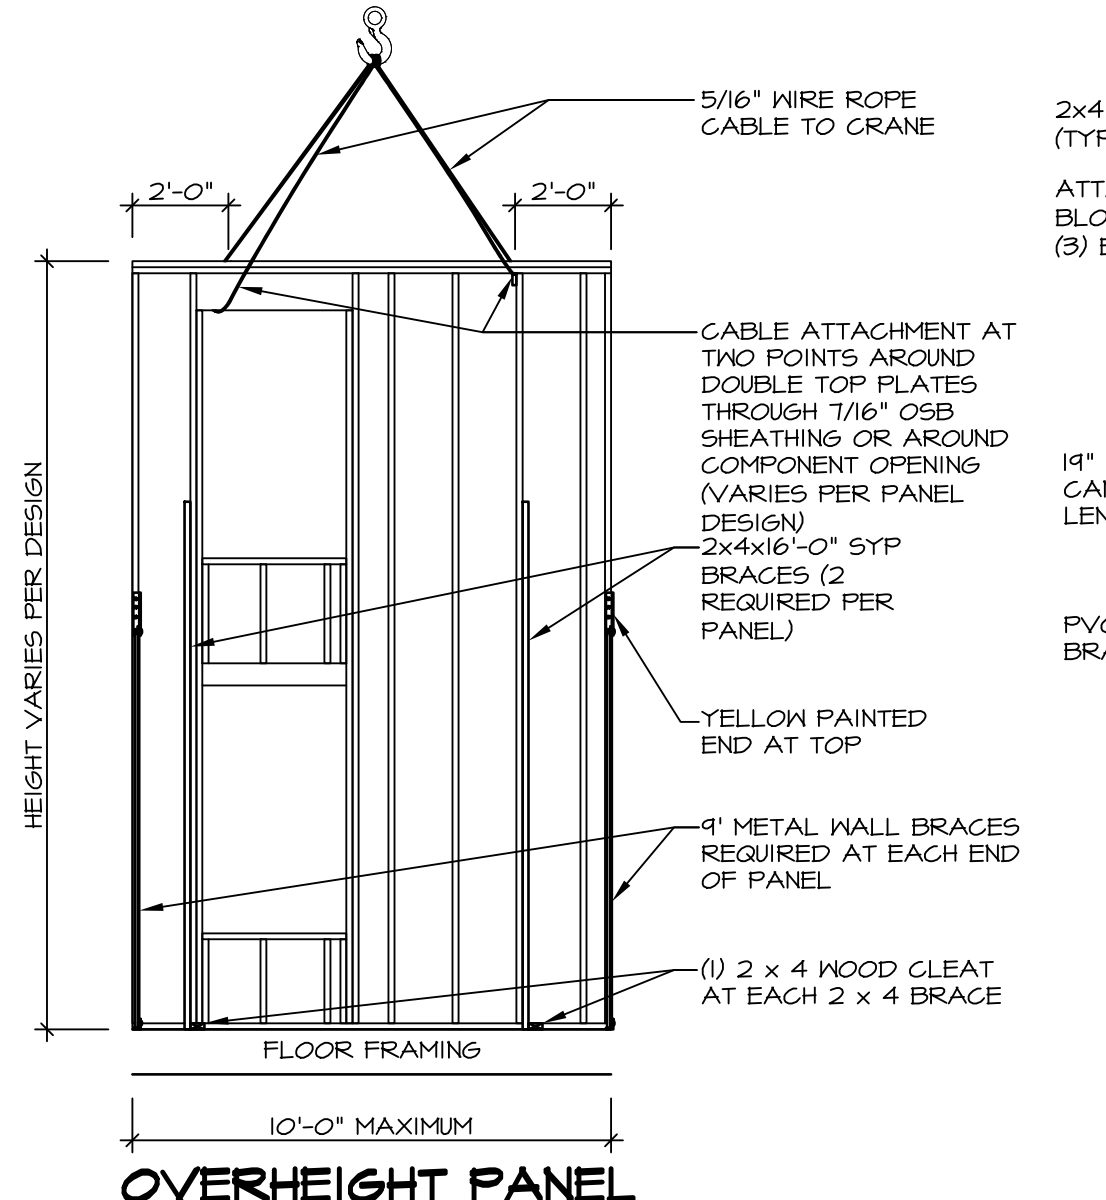 5/16" WIRE ROPE
CABLE TO CRANE
2'-0"
2'-0"
CABLE ATTACHMENT AT
TWO POINTS AROUND
DOUBLE TOP PLATES
THROUGH 7/16" OSB
SHEATHING OR AROUND
COMPONENT OPENING
(VARIES PER PANEL
DESIGN)
2x4x16'-0" SYP
BRACES (2
REQUIRED PER
PANEL)
HEIGHT VARIES PER DESIGN
YELLOW PAINTED
END AT TOP
9' METAL WALL BRACES
REQUIRED AT EACH END
OF PANEL
(1) 2 x 4 WOOD CLEAT
AT EACH 2 x 4 BRACE
FLOOR FRAMING
10'-0" MAXIMUM
OVERHEIGHT PANEL
2x4
19"